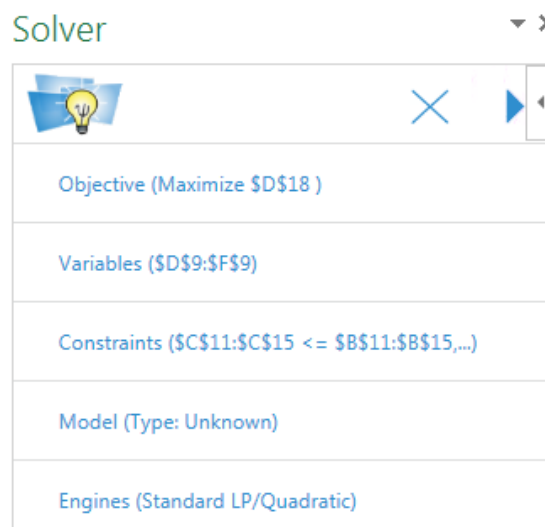 Solver
Objective (Maximize $D$18 )
Variables ($D$9:$F$9)
Constraints ($C$11:$C$15 <= $B$11:$B$15,...)
Model (Type: Unknown)
Engines (Standard LP/Quadratic)